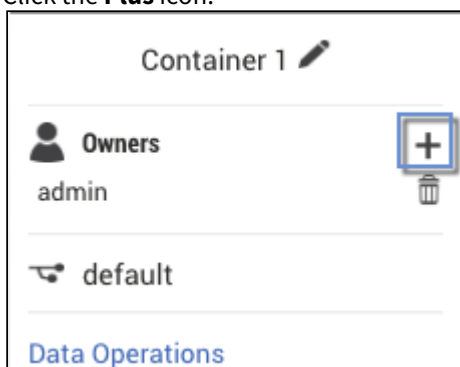 Click the Plus icon.
Container 1
Owners
+
admin
default
Data Operations